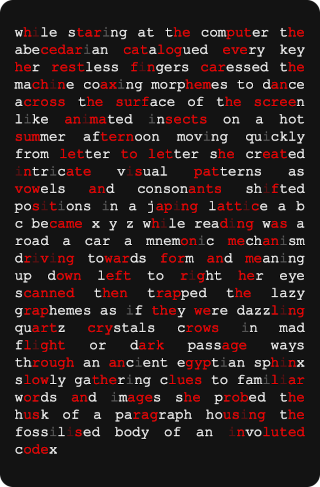 while staring at the computer the
abecedarian catalogued every key
her restless fingers caressed the
machine coaxing morphemes to dance
across the surface of the screen
like animated insects on a hot
summer afternoon moving quickly
from letter to letter she created
intricate visual patterns as
vowels and consonants shifted
positions in a japing lattice a b
c became x y z while reading was a
road a car a mnemonic mechanism
driving towards form and meaning
up down left to right her eye
scanned then trapped the lazy
graphemes as if they were dazzling
quartz crystals crows in mad
flight or dark passage ways
through an ancient egyptian sphinx
slowly gathering clues to familiar
words and images she probed the
husk of a paragraph housing the
fossilised body of an involuted
codex